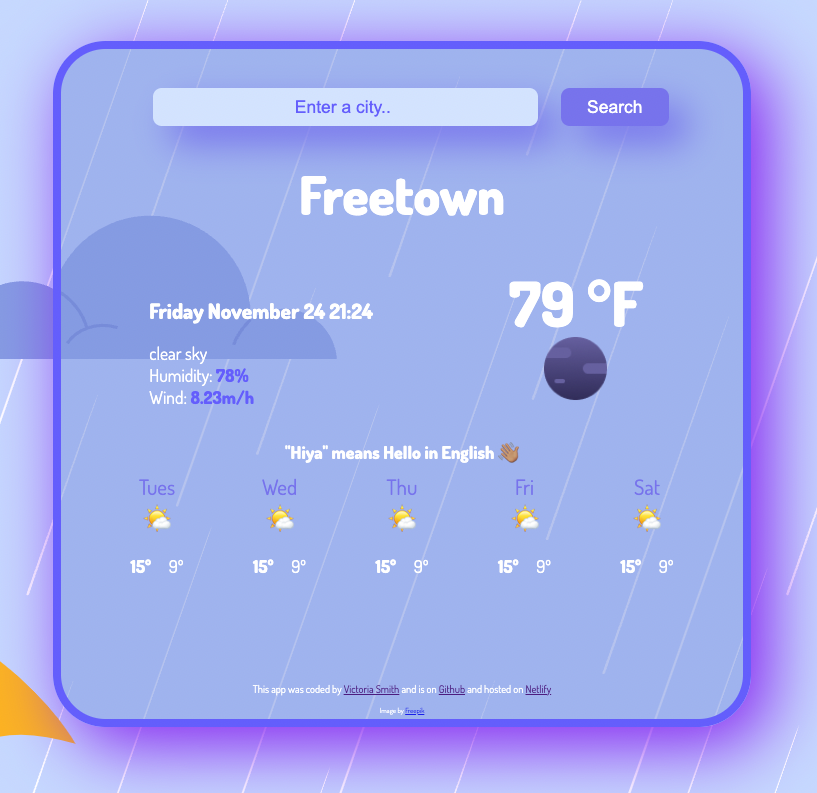 Enter a city..
Search
Freetown
Friday November 24 21:24
79 °F
clear sky
Humidity: 78%
Wind: 8.23m/h
"Hiya" means Hello in English 👋🏽
Tues Wed Thu Fri Sat
15° 9° 15° 9° 15° 9° 15° 9° 15° 9°
This app was coded by Victoria Smith and is on Github and hosted on Netlify
Image by Freepik